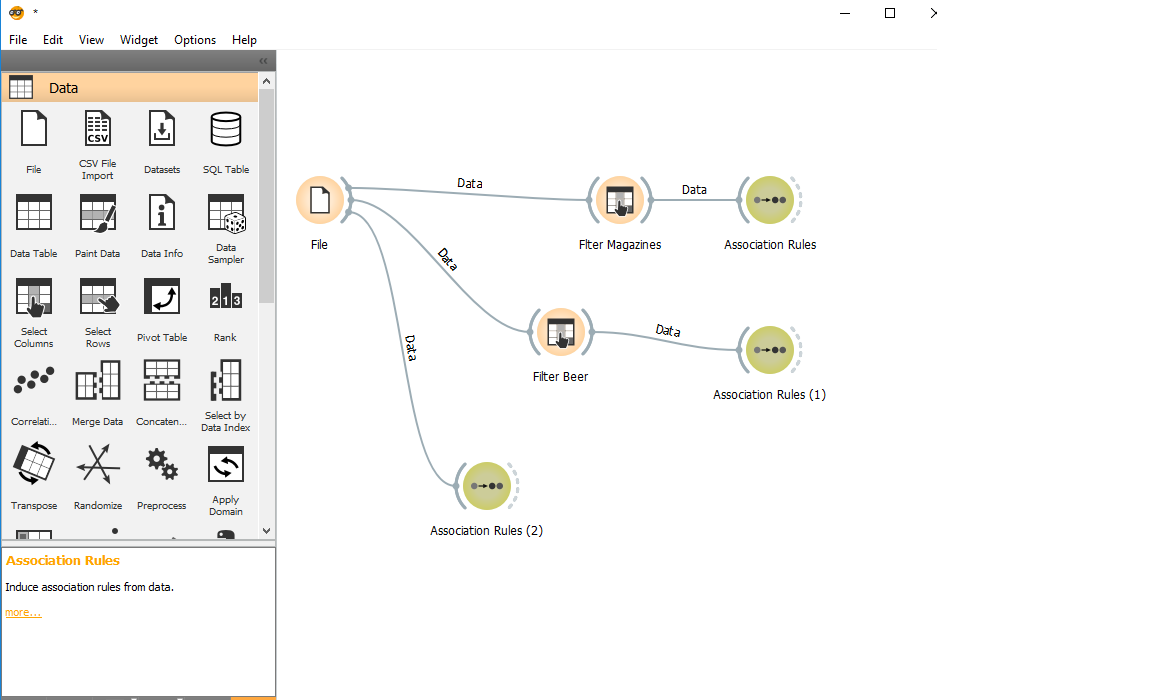 *
File Edit View Widget Options Help
Data
CSV
File
CSV File
Import
Datasets
SQL Table
Data Table
Paint Data
Data Info
Data
Sampler
2 1 3
Select
Columns
Select
Rows
Pivot Table
Rank
Correlati...
Merge Data
Concaten...
Select by
Data Index
Transpose
Randomize
Preprocess
Apply
Domain
Association Rules
Induce association rules from data.
more...
File
Data
Flter Magazines
Data
Association Rules
Data
Filter Beer
Data
Association Rules (1)
Data
Association Rules (2)